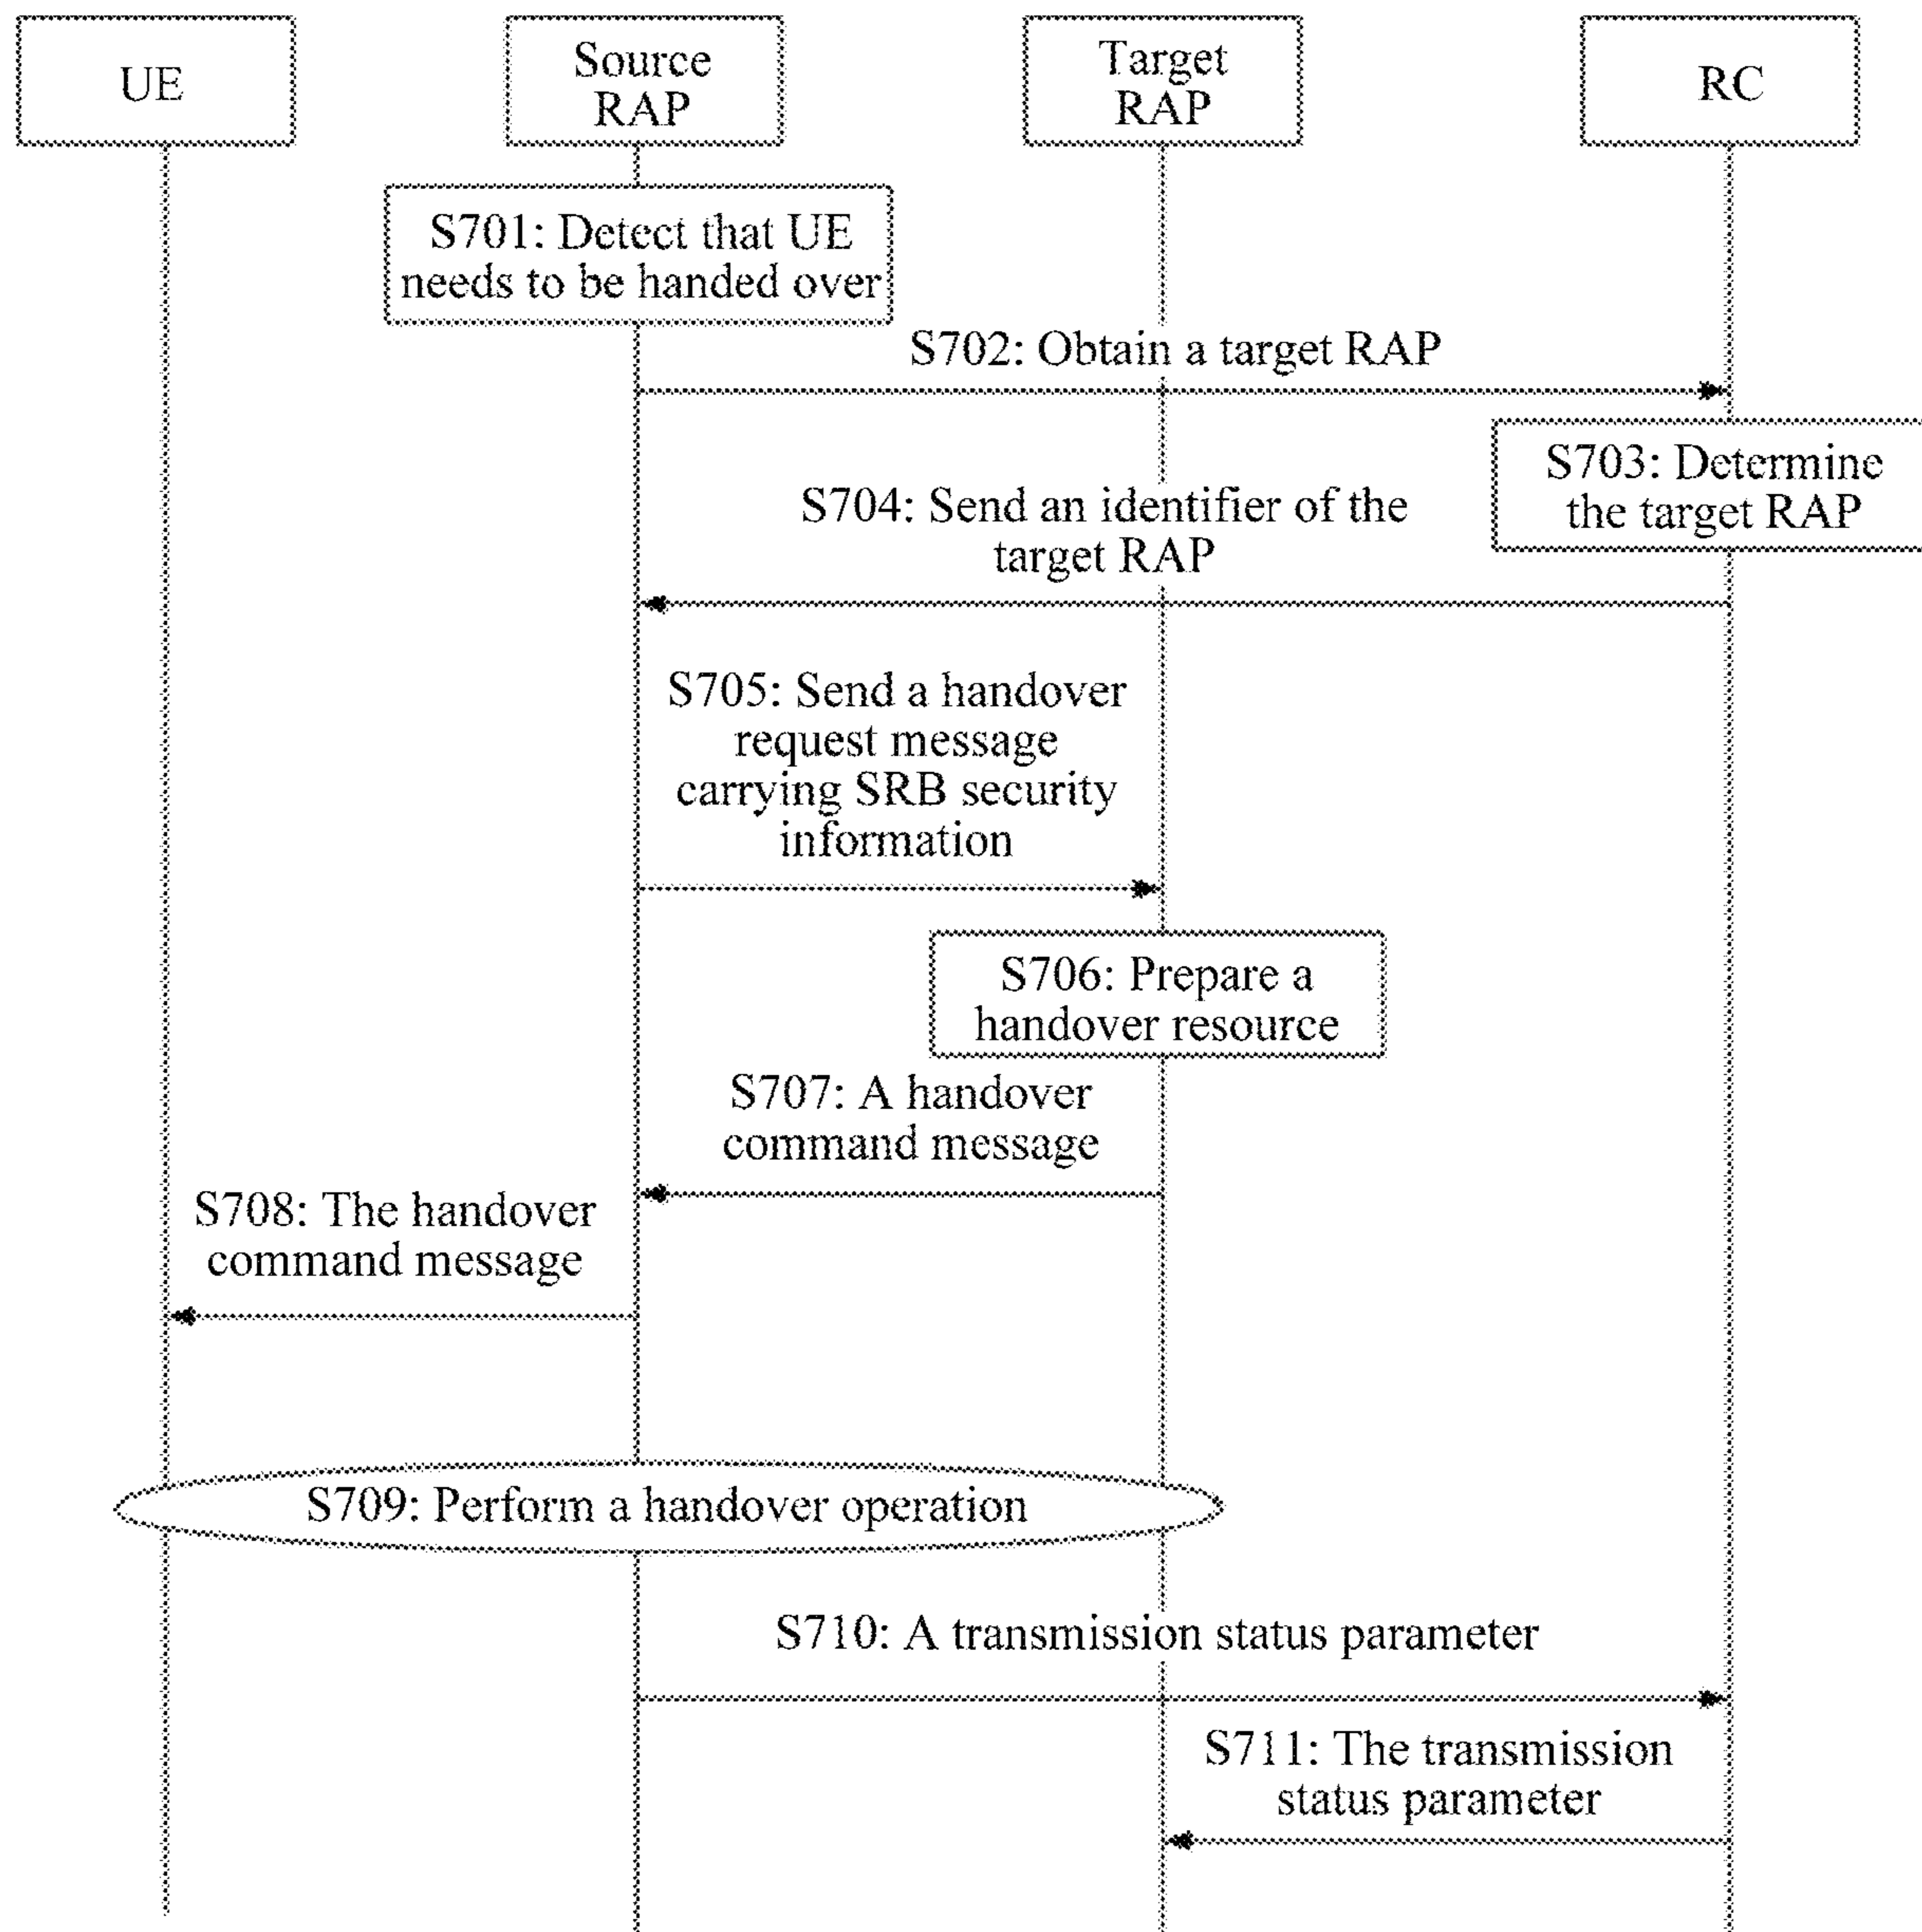 UE
Source
RAP
Target
RAP
RC
S701: Detect that UE
needs to be handed over
S702: Obtain a target RAP
S703: Determine
the target RAP
S704: Send an identifier of the
target RAP
S705: Send a handover
request message
carrying SRB security
information
S706: Prepare a
handover resource
S707: A handover
command message
S708: The handover
command message
S709: Perform a handover operation
S710: A transmission status parameter
S711: The transmission
status parameter